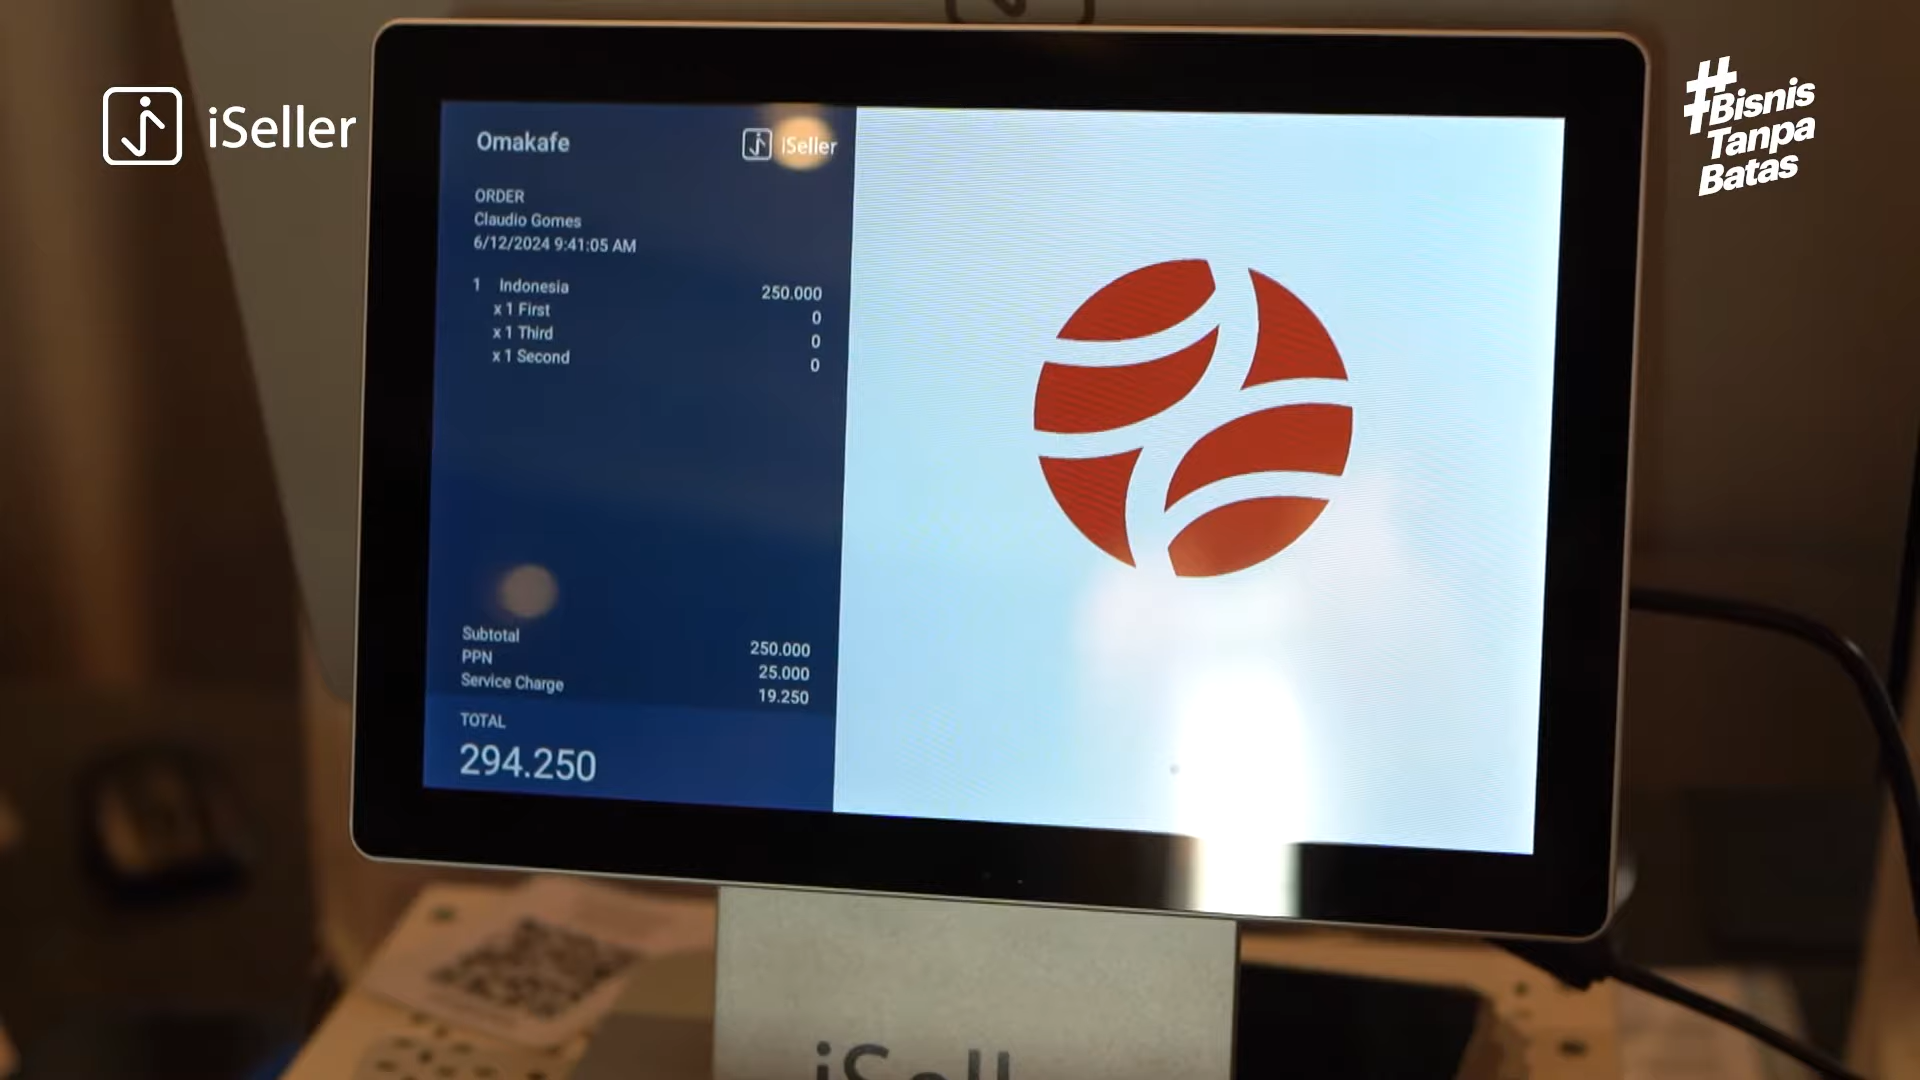 iSeller
#Bisnis
Tanpa
Batas
Omakafe
iSeller
ORDER
Claudio Gomes
6/12/2024 9:41:05 AM
1 Indonesia 250.000
x 1 First 0
x 1 Third 0
x 1 Second 0
Subtotal 250.000
PPN 25.000
Service Charge 19.250
TOTAL
294.250
iSell